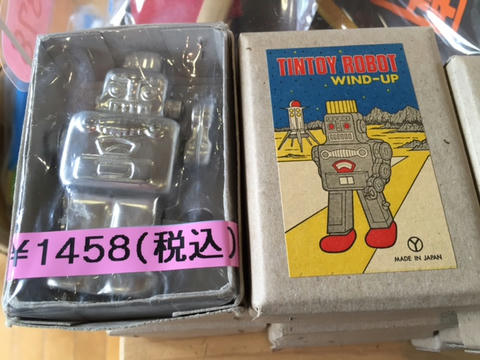 ¥1458(税込)
TINTOY ROBOT
WIND-UP
Y
MADE IN JAPAN